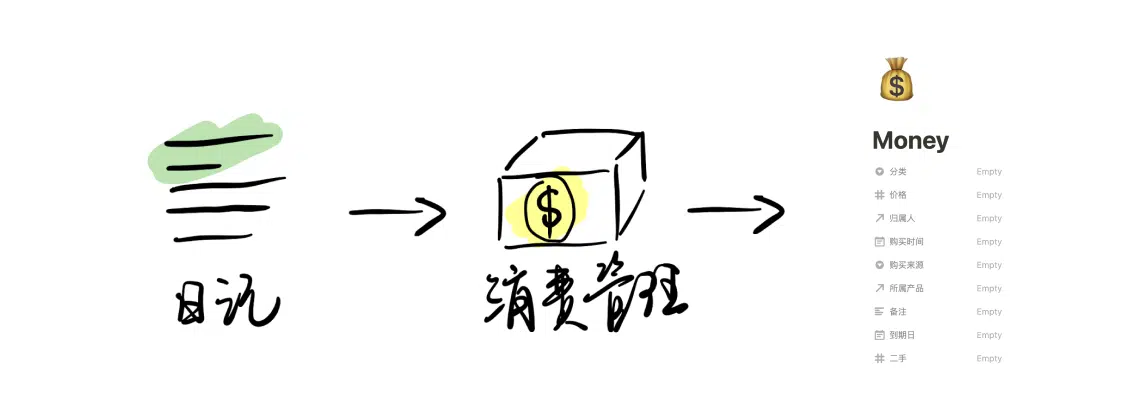 日记
$
消费管理
$
Money
分类 Empty
价格 Empty
归属人 Empty
购买时间 Empty
购买来源 Empty
所属产品 Empty
备注 Empty
到期日 Empty
二手 Empty